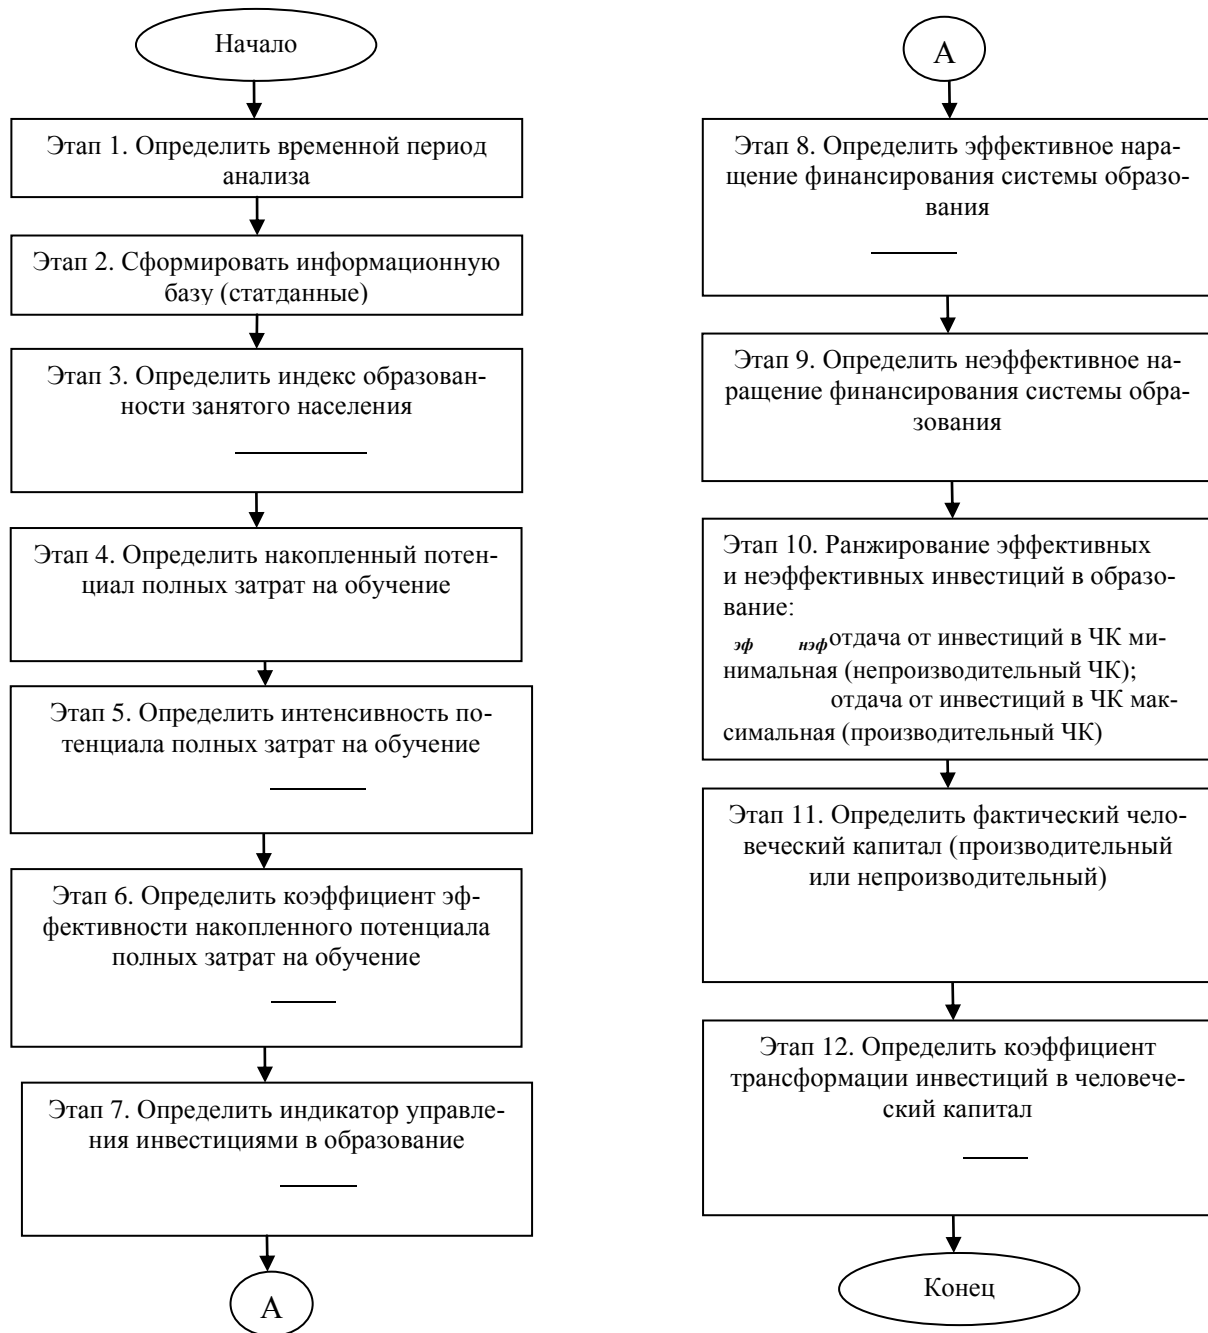 Начало
Этап 1. Определить временной период
анализа
Этап 2. Сформировать информационную
базу (статданные)
Этап 3. Определить индекс образован-
ности занятого населения
Этап 4. Определить накопленный потен-
циал полных затрат на обучение
Этап 5. Определить интенсивность по-
тенциала полных затрат на обучение
Этап 6. Определить коэффициент эф-
фективности накопленного потенциала
полных затрат на обучение
Этап 7. Определить индикатор управле-
ния инвестициями в образование
А
А
Этап 8. Определить эффективное нара-
щение финансирования системы образо-
вания
Этап 9. Определить неэффективное на-
ращение финансирования системы обра-
зования
Этап 10. Ранжирование эффективных
и неэффективных инвестиций в образо-
вание:
эф нэф отдача от инвестиций в ЧК ми-
нимальная (непроизводительный ЧК);
отдача от инвестиций в ЧК мак-
симальная (производительный ЧК)
Этап 11. Определить фактический чело-
веческий капитал (производительный
или непроизводительный)
Этап 12. Определить коэффициент
трансформации инвестиций в человече-
ский капитал
Конец